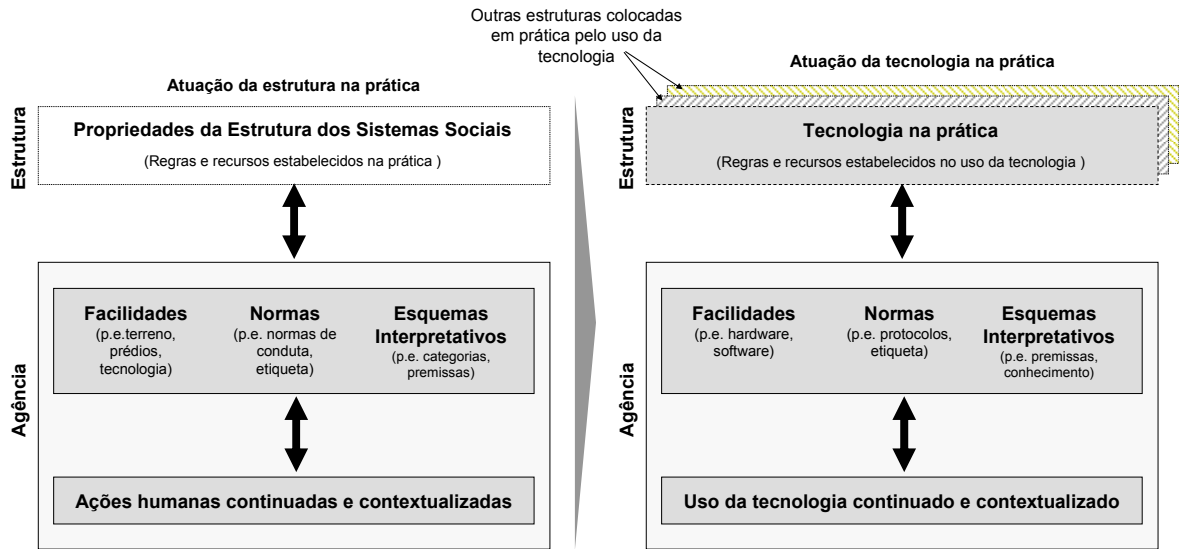 Outras estruturas colocadas
em prática pelo uso da
tecnologia
Atuação da estrutura na prática
Estrutura
Propriedades da Estrutura dos Sistemas Sociais
(Regras e recursos estabelecidos na prática )
Agência
Facilidades
(p.e.terreno,
prédios,
tecnologia)
Normas
(p.e. normas de
conduta,
etiqueta)
Esquemas
Interpretativos
(p.e. categorias,
premissas)
Ações humanas continuadas e contextualizadas
Atuação da tecnologia na prática
Estrutura
Tecnologia na prática
(Regras e recursos estabelecidos no uso da tecnologia )
Agência
Facilidades
(p.e. hardware,
software)
Normas
(p.e. protocolos,
etiqueta)
Esquemas
Interpretativos
(p.e. premissas,
conhecimento)
Uso da tecnologia continuado e contextualizado